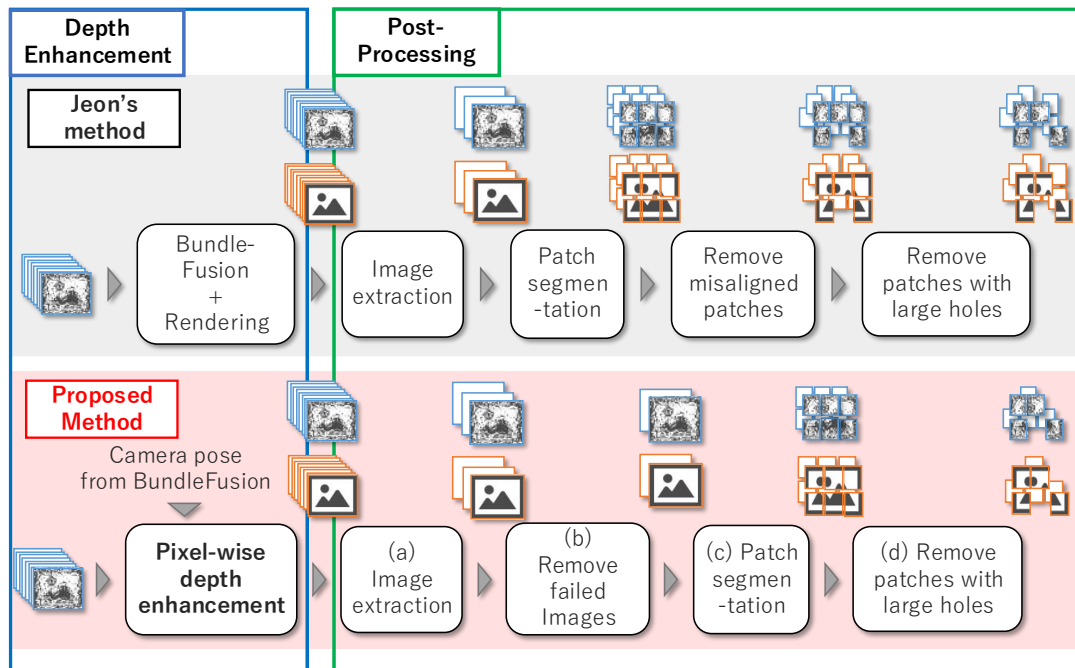 Depth
Enhancement
Post-
Processing
Jeon's
method
Bundle-
Fusion
+
Rendering
Image
extraction
Patch
segmen
-tation
Remove
misaligned
patches
Remove
patches with
large holes
Proposed
Method
Camera pose
from BundleFusion
Pixel-wise
depth
enhancement
(a)
Image
extraction
(b)
Remove
failed
Images
(c) Patch
segmen
-tation
(d) Remove
patches with
large holes